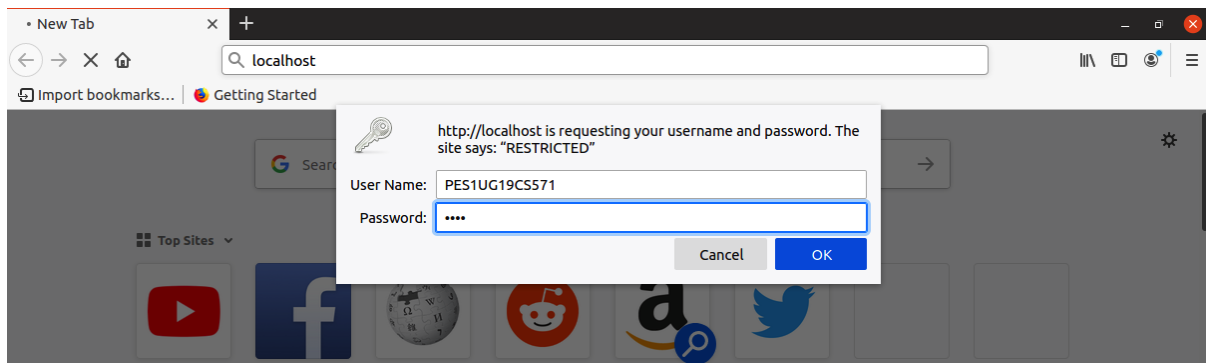 • New Tab
localhost
Import bookmarks...
Getting Started
http://localhost is requesting your username and password. The
site says: “RESTRICTED”
G Searc
User Name: PES1UG19CS571
Password: ••••
Cancel OK
Top Sites
f
Ω W И
a